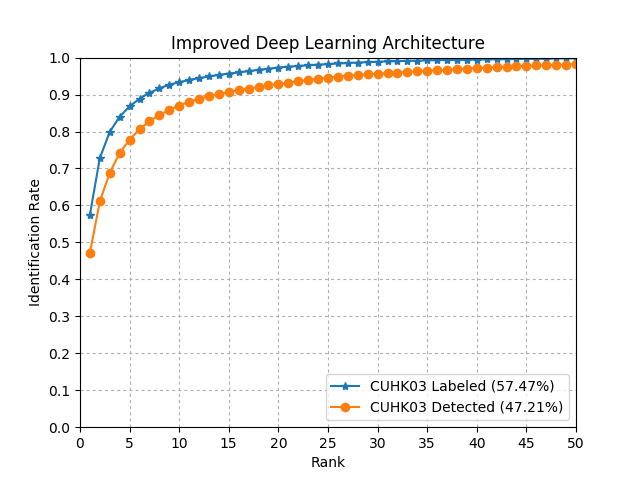 Improved Deep Learning Architecture
1.0
0.9
0.8
0.7
0.6
0.5
0.4
0.3
0.2
0.1
0.0
Identification Rate
CUHK03 Labeled (57.47%)
CUHK03 Detected (47.21%)
0 5 10 15 20 25 30 35 40 45 50
Rank